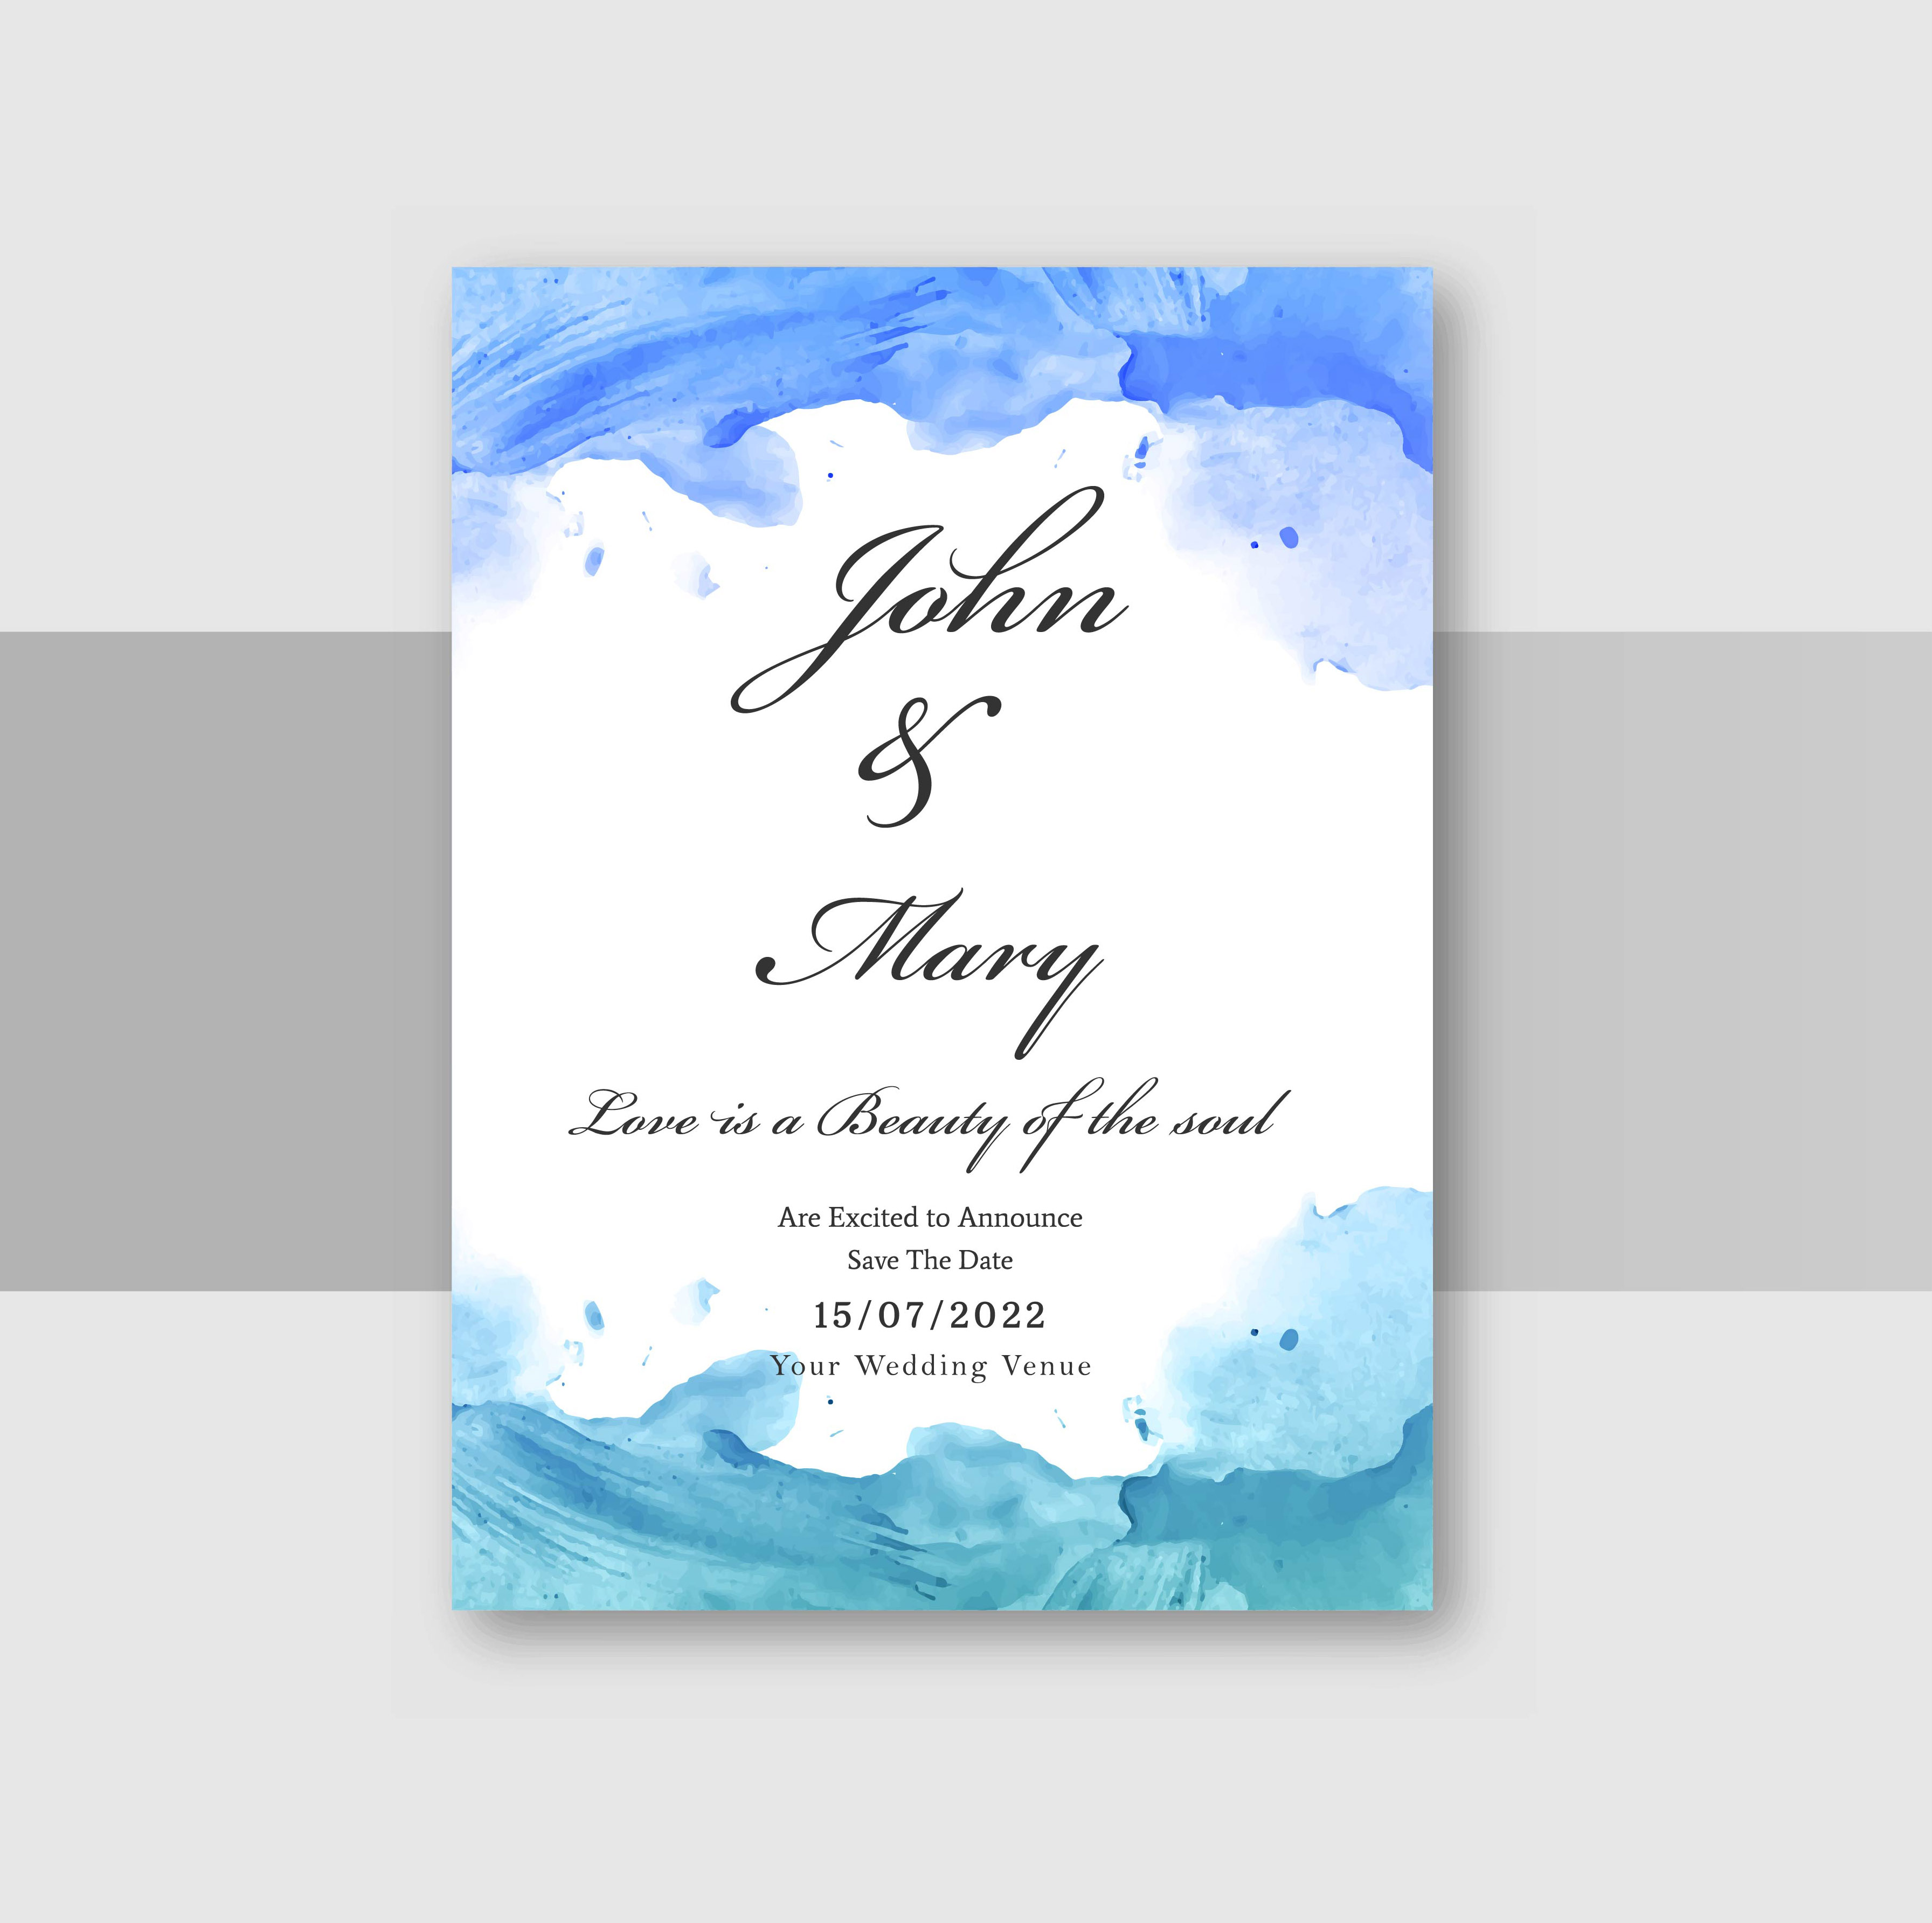 John
&
Mary
Love is a Beauty of the soul
Are Excited to Announce
Save The Date
15/07/2022
Your Wedding Venue